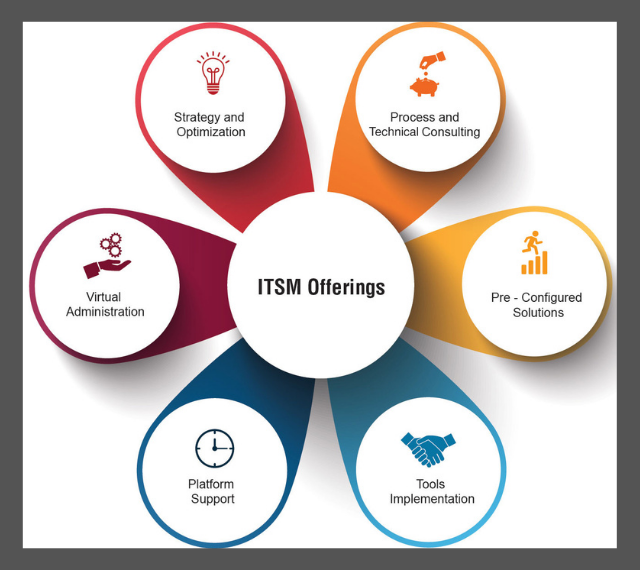 Strategy and
Optimization
Process and
Technical Consulting
Virtual
Administration
ITSM Offerings
Pre - Configured
Solutions
Platform
Support
Tools
Implementation